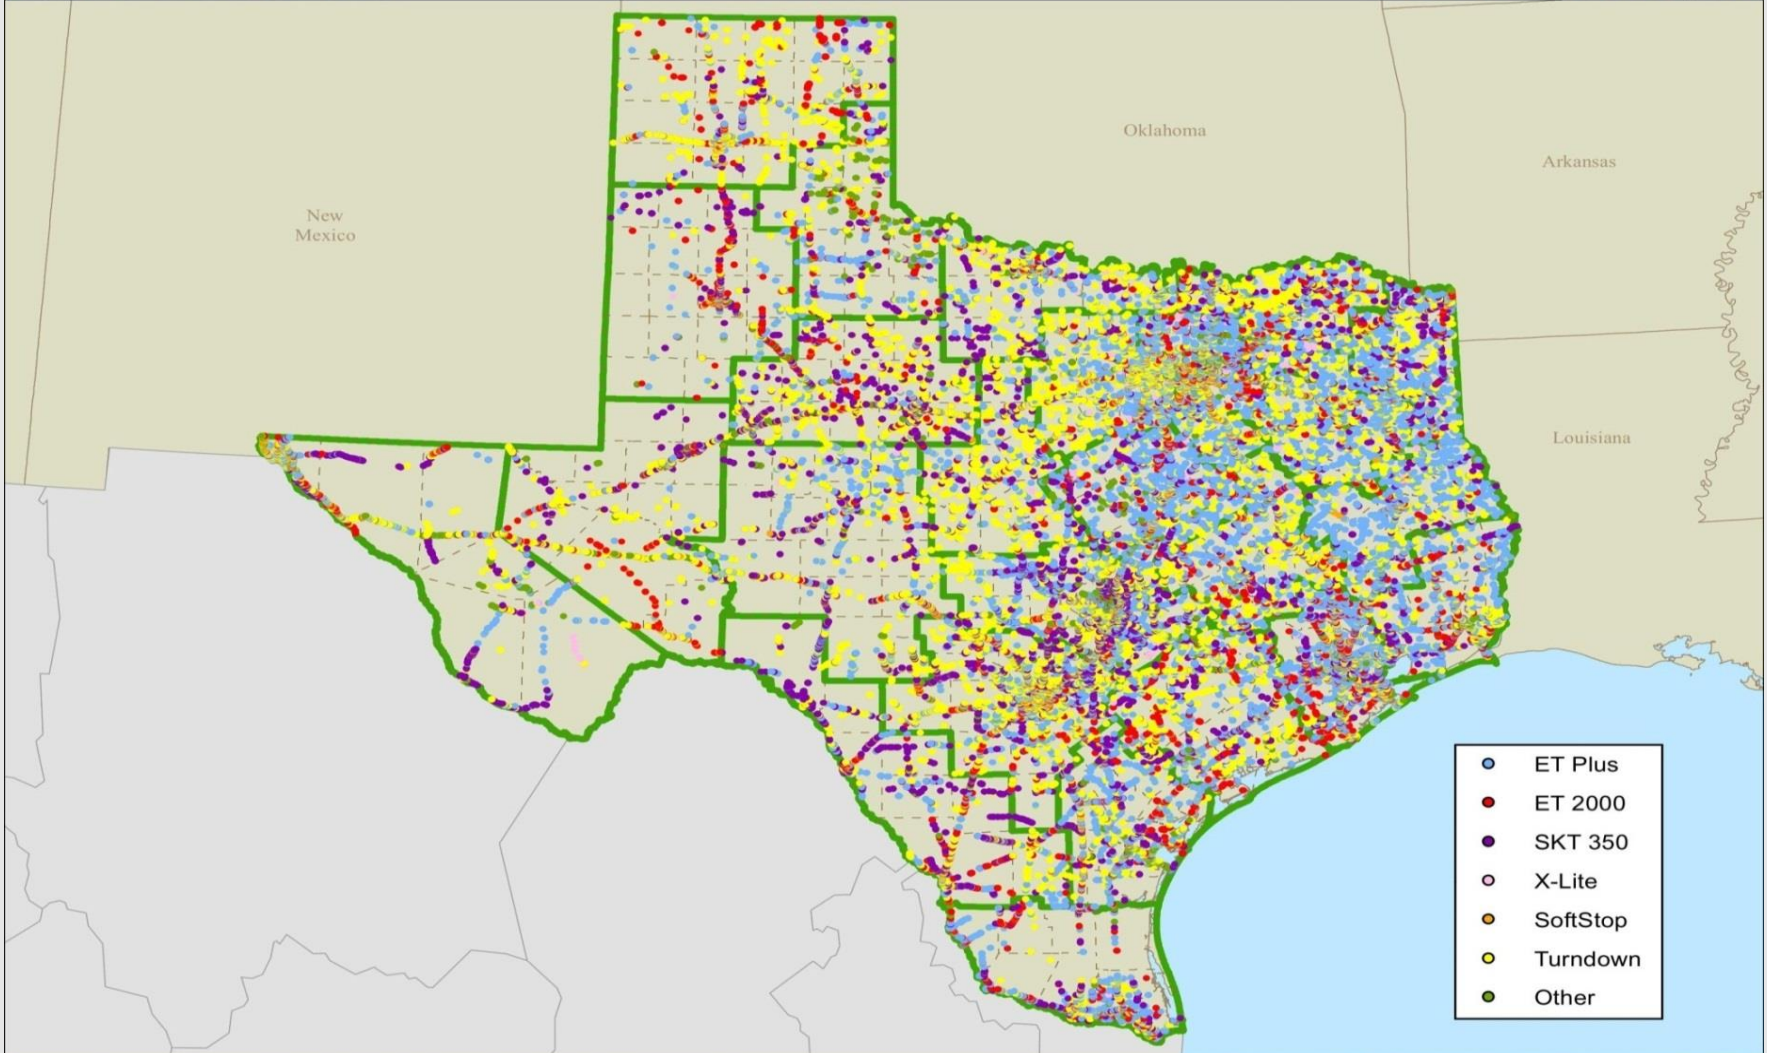 Oklahoma
Arkansas
New
Mexico
Louisiana
ET Plus
ET 2000
SKT 350
X-Lite
SoftStop
Turndown
Other